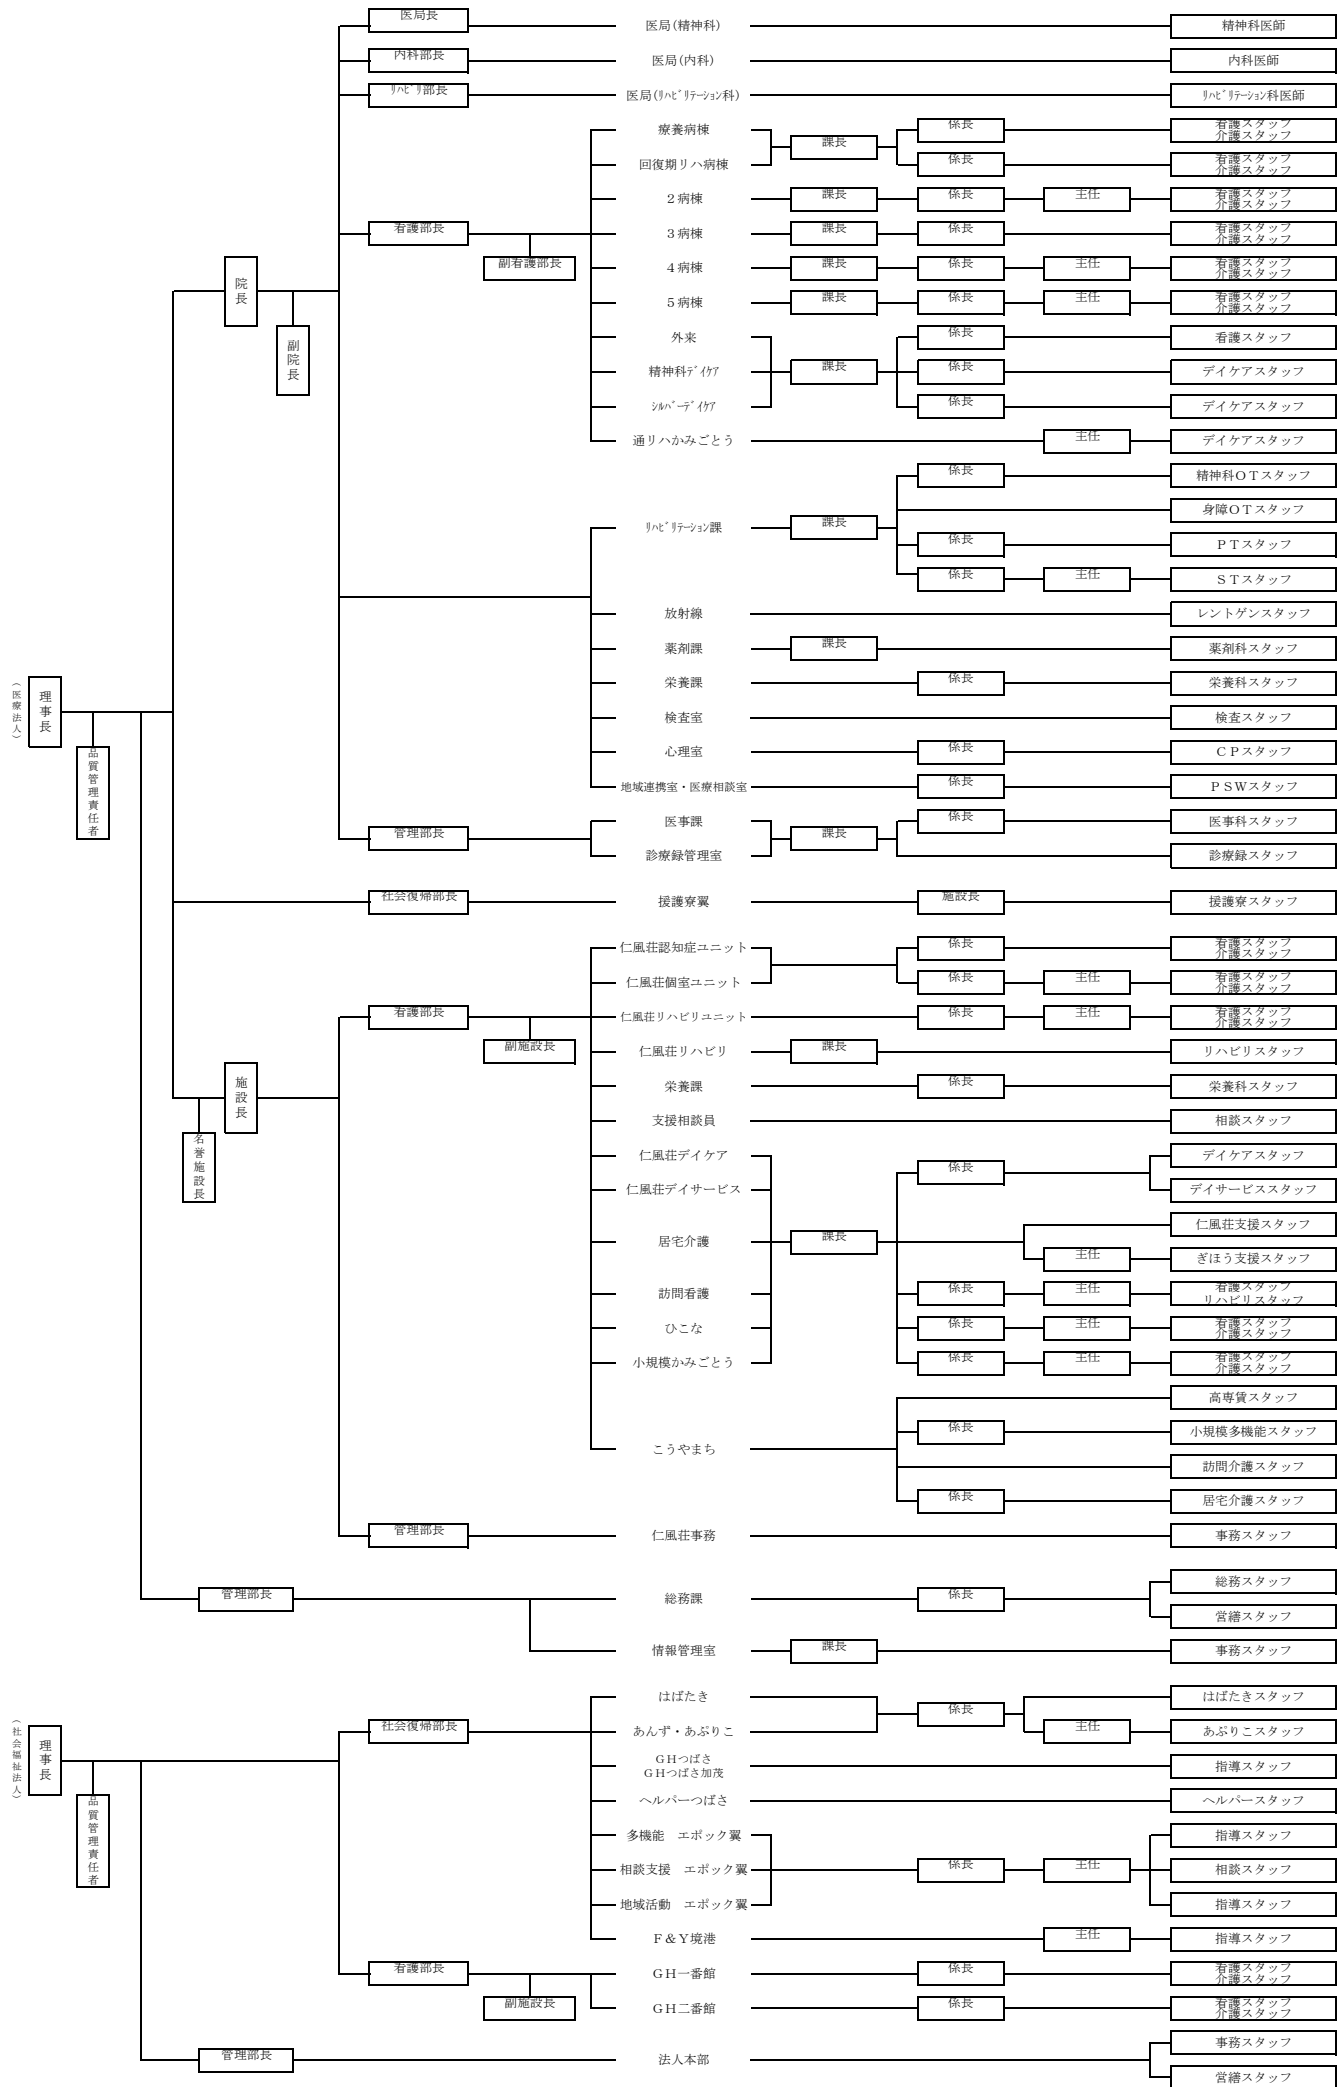 医局長 医局(精神科) 精神科医師
内科部長 医局(内科) 内科医師
ﾘﾊﾋﾞﾘ部長 医局(ﾘﾊﾋﾞﾘﾃｰｼｮﾝ科) ﾘﾊﾋﾞﾘﾃｰｼｮﾝ科医師
療養病棟 係長 看護スタッフ
介護スタッフ
課長
回復期リハ病棟 係長 看護スタッフ
介護スタッフ
２病棟 課長 係長 主任 看護スタッフ
介護スタッフ
看護部長 ３病棟 課長 係長 看護スタッフ
介護スタッフ
副看護部長 ４病棟 課長 係長 主任 看護スタッフ
介護スタッフ
院長
５病棟 課長 係長 主任 看護スタッフ
介護スタッフ
副院長
外来 係長 看護スタッフ
精神科ﾃﾞｲｹｱ 課長 係長 デイケアスタッフ
ｼﾙﾊﾞｰﾃﾞｲｹｱ 係長 デイケアスタッフ
通リハかみごとう 主任 デイケアスタッフ
係長 精神科ＯＴスタッフ
身障ＯＴスタッフ
ﾘﾊﾋﾞﾘﾃｰｼｮﾝ課 課長
係長 ＰＴスタッフ
係長 主任 ＳＴスタッフ
放射線 レントゲンスタッフ
薬剤課 課長 薬剤科スタッフ
栄養課 係長 栄養科スタッフ
（医療法人）
理事長
検査室 検査スタッフ
品質管理責任者
心理室 係長 ＣＰスタッフ
地域連携室・医療相談室 係長 ＰＳＷスタッフ
医事課 係長 医事科スタッフ
管理部長 課長
診療録管理室 診療録スタッフ
社会復帰部長 援護寮翼 施設長 援護寮スタッフ
仁風荘認知症ユニット 係長 看護スタッフ
介護スタッフ
仁風荘個室ユニット 係長 主任 看護スタッフ
介護スタッフ
看護部長 仁風荘リハビリユニット 係長 主任 看護スタッフ
介護スタッフ
副施設長 仁風荘リハビリ 課長 リハビリスタッフ
施設長
栄養課 係長 栄養科スタッフ
支援相談員 相談スタッフ
名誉施設長
仁風荘デイケア 係長 デイケアスタッフ
仁風荘デイサービス デイサービススタッフ
仁風荘支援スタッフ
居宅介護 課長
主任 ぎほう支援スタッフ
訪問看護 係長 主任 看護スタッフ
リハビリスタッフ
ひこな 係長 主任 看護スタッフ
介護スタッフ
小規模かみごとう 係長 主任 看護スタッフ
介護スタッフ
高専賃スタッフ
係長 小規模多機能スタッフ
こうやまち
訪問介護スタッフ
係長 居宅介護スタッフ
管理部長 仁風荘事務 事務スタッフ
総務スタッフ
管理部長 総務課 係長
営繕スタッフ
情報管理室 課長 事務スタッフ
はばたき 係長 はばたきスタッフ
社会復帰部長 あんず・あぷりこ 主任 あぷりこスタッフ
（社会福祉法人）
理事長
ＧＨつばさ
ＧＨつばさ加茂
指導スタッフ
品質管理責任者
ヘルパーつばさ ヘルパースタッフ
多機能　エポック翼 指導スタッフ
相談支援　エポック翼 係長 主任 相談スタッフ
地域活動　エポック翼 指導スタッフ
Ｆ＆Ｙ境港 主任 指導スタッフ
看護部長 ＧＨ一番館 係長 看護スタッフ
介護スタッフ
副施設長 ＧＨ二番館 係長 看護スタッフ
介護スタッフ
事務スタッフ
管理部長 法人本部
営繕スタッフ